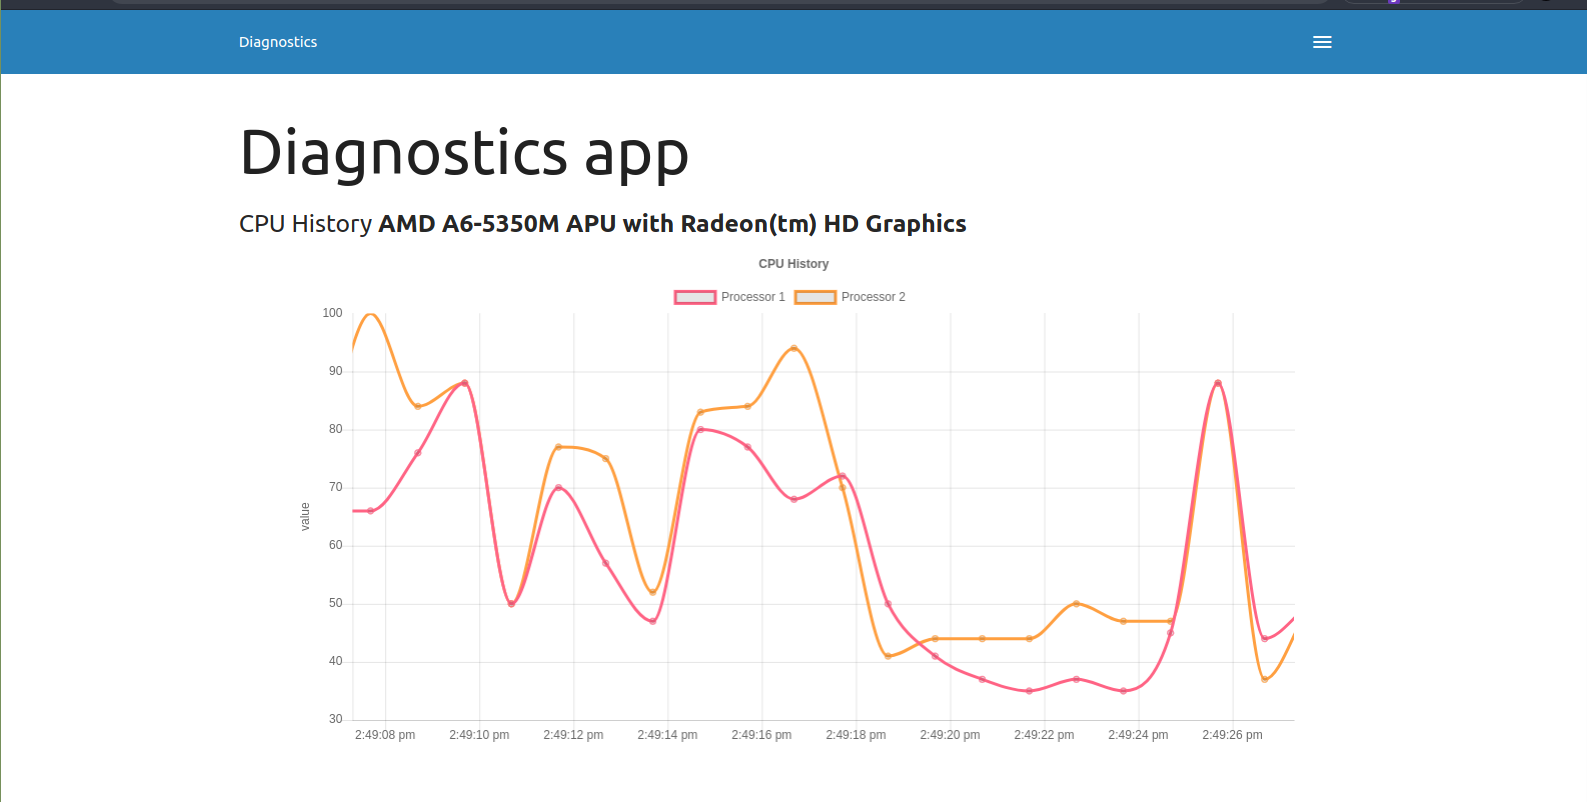 Diagnostics
Diagnostics app
CPU History AMD A6-5350M APU with Radeon(tm) HD Graphics
CPU History
Processor 1 Processor 2
100
90
80
70
60
50
40
30
value
2:49:08 pm 2:49:10 pm 2:49:12 pm 2:49:14 pm 2:49:16 pm 2:49:18 pm 2:49:20 pm 2:49:22 pm 2:49:24 pm 2:49:26 pm